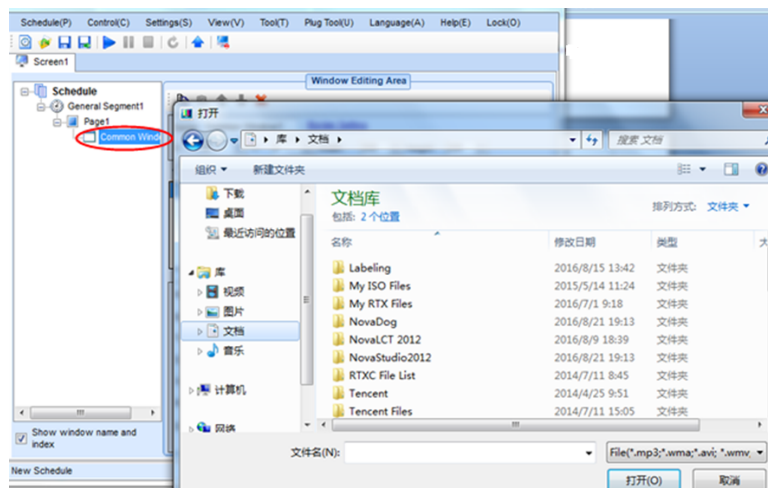 Schedule(P) Control(C) Settings(S) View(V) Tool(T) Plug Tool(U) Language(A) Help(E) Lock(O)
Screen1
Window Editing Area
Schedule
General Segment1
Page1
Common Wind
打开
库 文档
搜索 文档
组织 新建文件夹
下载
桌面
最近访问的位置
库
视频
图片
文档
音乐
计算机
网络
文档库
包括: 2 个位置
排列方式: 文件夹
名称 修改日期 类型 大
Labeling 2016/8/15 13:42 文件夹
My ISO Files 2015/5/14 11:24 文件夹
My RTX Files 2016/7/1 9:18 文件夹
NovaDog 2016/8/21 19:13 文件夹
NovaLCT 2012 2016/8/9 18:39 文件夹
NovaStudio2012 2016/8/21 19:13 文件夹
RTXC File List 2014/7/11 8:45 文件夹
Tencent 2014/4/25 9:51 文件夹
Tencent Files 2014/7/11 15:05 文件夹
文件名(N):
File(*.mp3;*.wma;*.avi; *.wmv,
打开(O) 取消
Show window name and
index
New Schedule